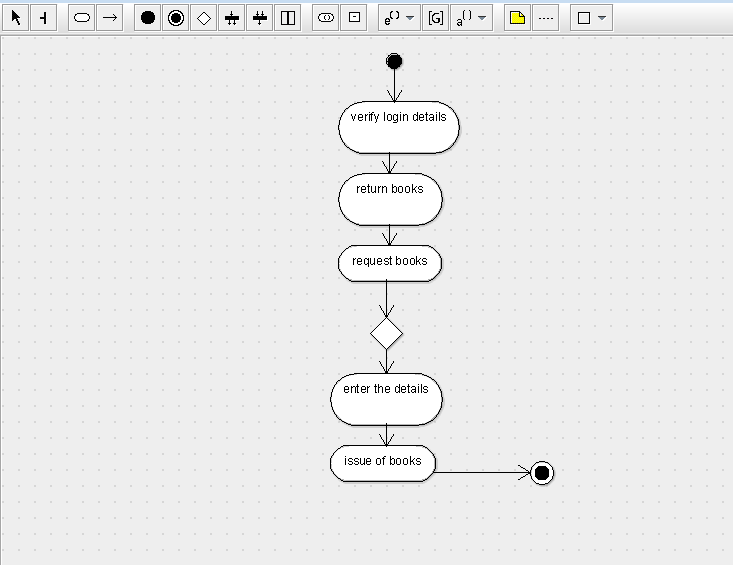 e() [G] a()
verify login details
return books
request books
enter the details
issue of books